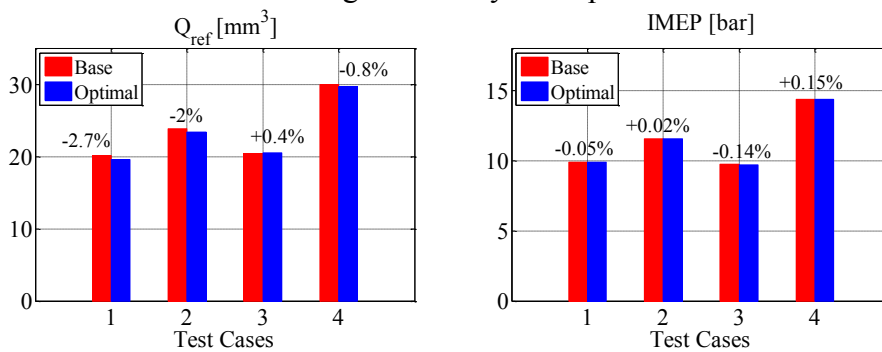 Q_ref [mm^3]
30
20
10
0
Base
Optimal
-2.7%
-2%
+0.4%
-0.8%
1 2 3 4
Test Cases
IMEP [bar]
15
10
5
0
Base
Optimal
-0.05%
+0.02%
-0.14%
+0.15%
1 2 3 4
Test Cases